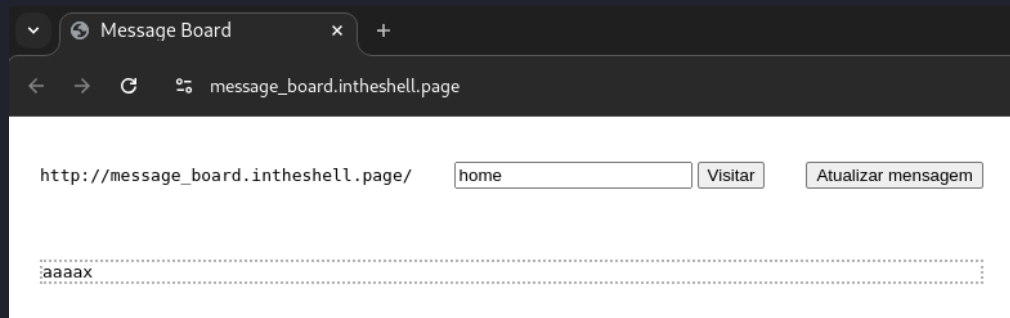 Message Board
message_board.intheshell.page
http://message_board.intheshell.page/ home Visitar Atualizar mensagem
aaaax